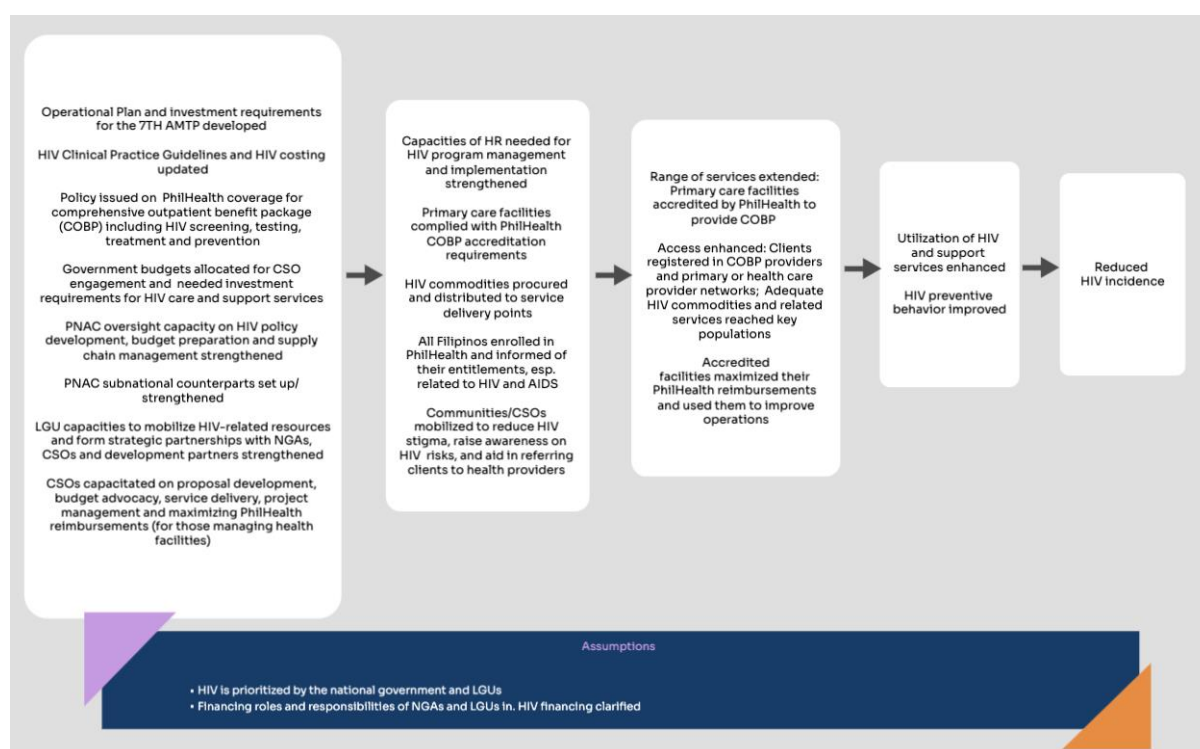 Operational Plan and investment requirements
for the 7TH AMTP developed
HIV Clinical Practice Guidelines and HIV costing
updated
Policy issued on PhilHealth coverage for
comprehensive outpatient benefit package
(COBP) including HIV screening, testing,
treatment and prevention
Government budgets allocated for CSO
engagement and needed investment
requirements for HIV care and support services
PNAC oversight capacity on HIV policy
development, budget preparation and supply
chain management strengthened
PNAC subnational counterparts set up/
strengthened
LGU capacities to mobilize HIV-related resources
and form strategic partnerships with NGAs,
CSOs and development partners strengthened
CSOs capacitated on proposal development,
budget advocacy, service delivery, project
management and maximizing PhilHealth
reimbursements (for those managing health
facilities)
Capacities of HR needed for
HIV program management
and implementation
strengthened
Primary care facilities
complied with PhilHealth
COBP accreditation
requirements
HIV commodities procured
and distributed to service
delivery points
All Filipinos enrolled in
PhilHealth and informed of
their entitlements, esp.
related to HIV and AIDS
Communities/CSOs
mobilized to reduce HIV
stigma, raise awareness on
HIV risks, and aid in referring
clients to health providers
Range of services extended:
Primary care facilities
accredited by PhilHealth to
provide COBP
Access enhanced: Clients
registered in COBP providers
and primary or health care
provider networks; Adequate
HIV commodities and related
services reached key
populations
Accredited
facilities maximized their
PhilHealth reimbursements
and used them to improve
operations
Utilization of HIV
and support
services enhanced
HIV preventive
behavior improved
Reduced
HIV incidence
Assumptions
• HIV is prioritized by the national government and LGUs
• Financing roles and responsibilities of NGAs and LGUs in. HIV financing clarified